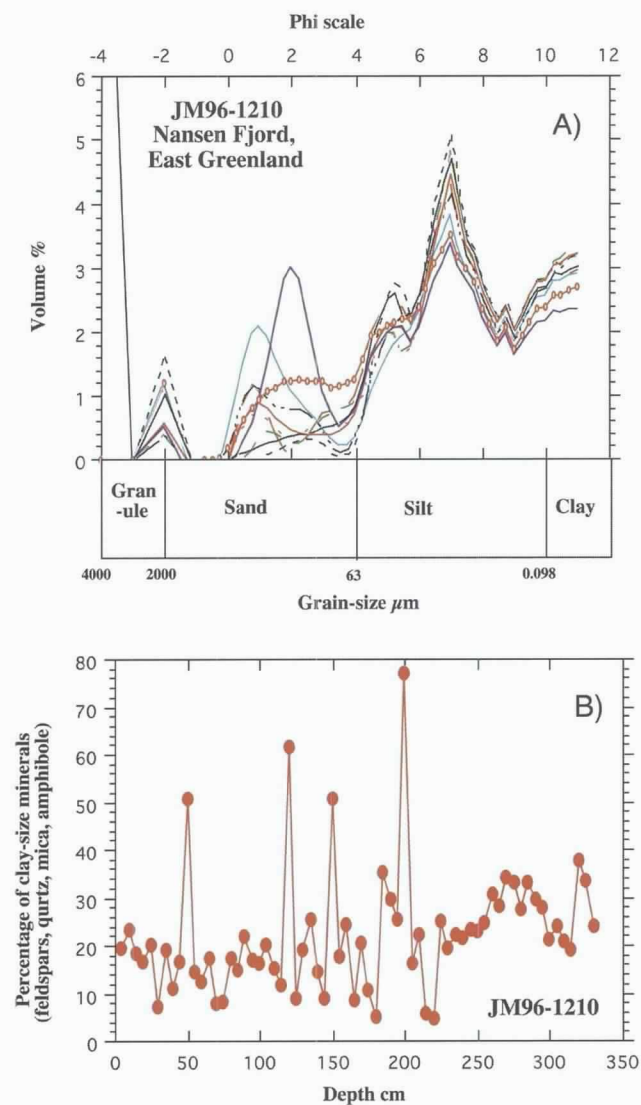 Phi scale
-4 -2 0 2 4 6 8 10 12
6
5
4
3
2
1
0
Volume %
JM96-1210
Nansen Fjord,
East Greenland
A)
Gran
-ule
Sand
Silt
Clay
4000 2000 63 0.098
Grain-size µm
80
70
60
50
40
30
20
10
0
Percentage of clay-size minerals
(feldspars, qurtz, mica, amphibole)
B)
JM96-1210
0 50 100 150 200 250 300 350
Depth cm